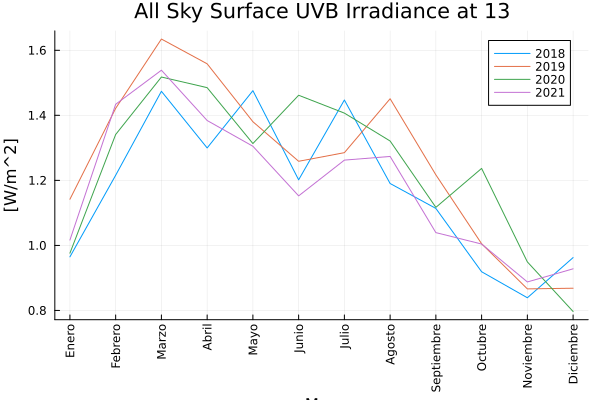 All Sky Surface UVB Irradiance at 13
[W/m^2]
1.6
1.4
1.2
1.0
0.8
2018
2019
2020
2021
Enero
Febrero
Marzo
Abril
Mayo
Junio
Julio
Agosto
Septiembre
Octubre
Noviembre
Diciembre